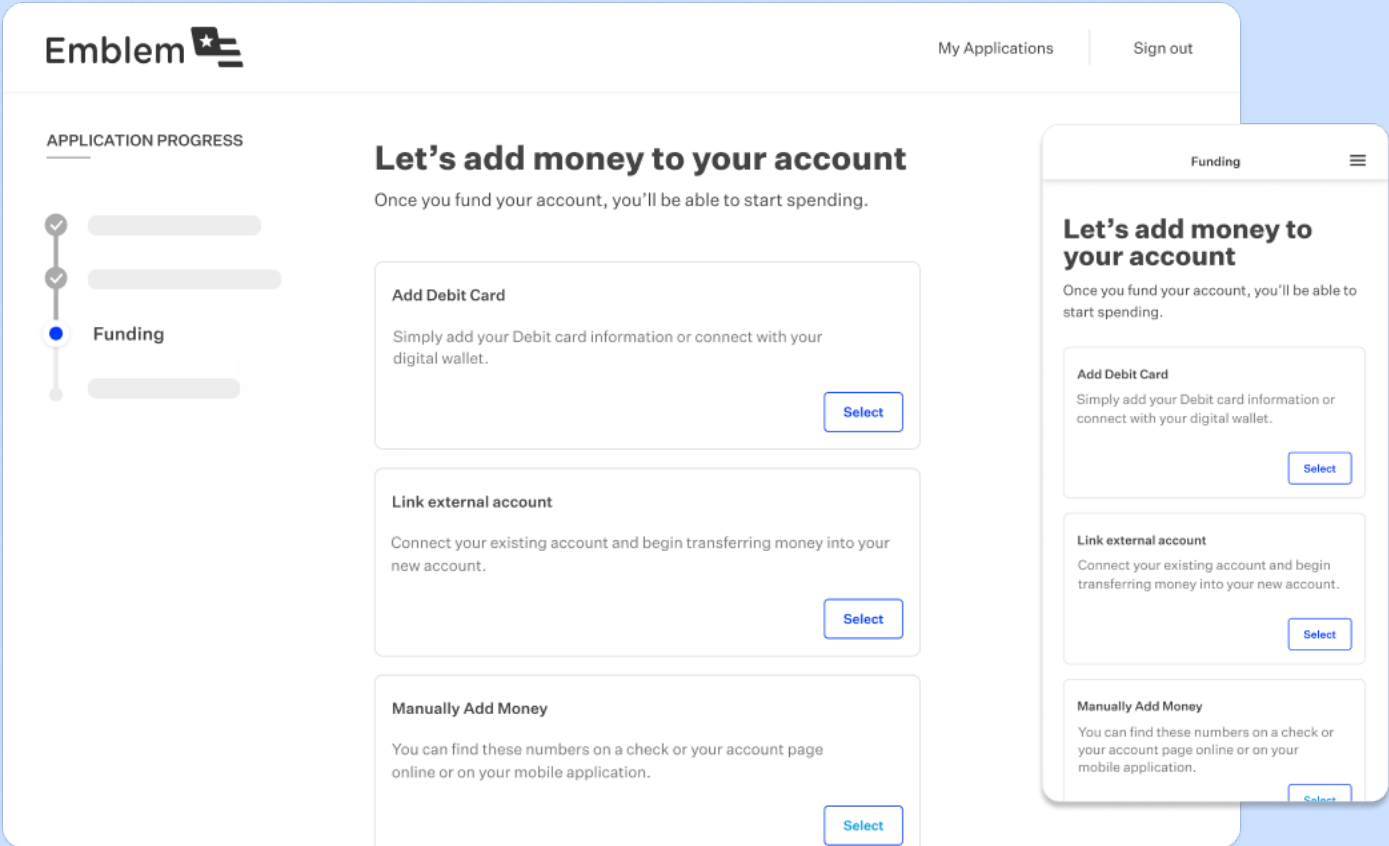 Emblem
My Applications
Sign out
APPLICATION PROGRESS
Funding
Let’s add money to your account
Once you fund your account, you’ll be able to start spending.
Add Debit Card
Simply add your Debit card information or connect with your
digital wallet.
Select
Link external account
Connect your existing account and begin transferring money into your
new account.
Select
Manually Add Money
You can find these numbers on a check or your account page
online or on your mobile application.
Select
Funding
Let’s add money to
your account
Once you fund your account, you’ll be able to
start spending.
Add Debit Card
Simply add your Debit card information or
connect with your digital wallet.
Select
Link external account
Connect your existing account and begin
transferring money into your new account.
Select
Manually Add Money
You can find these numbers on a check or
your account page online or on your
mobile application.
Select